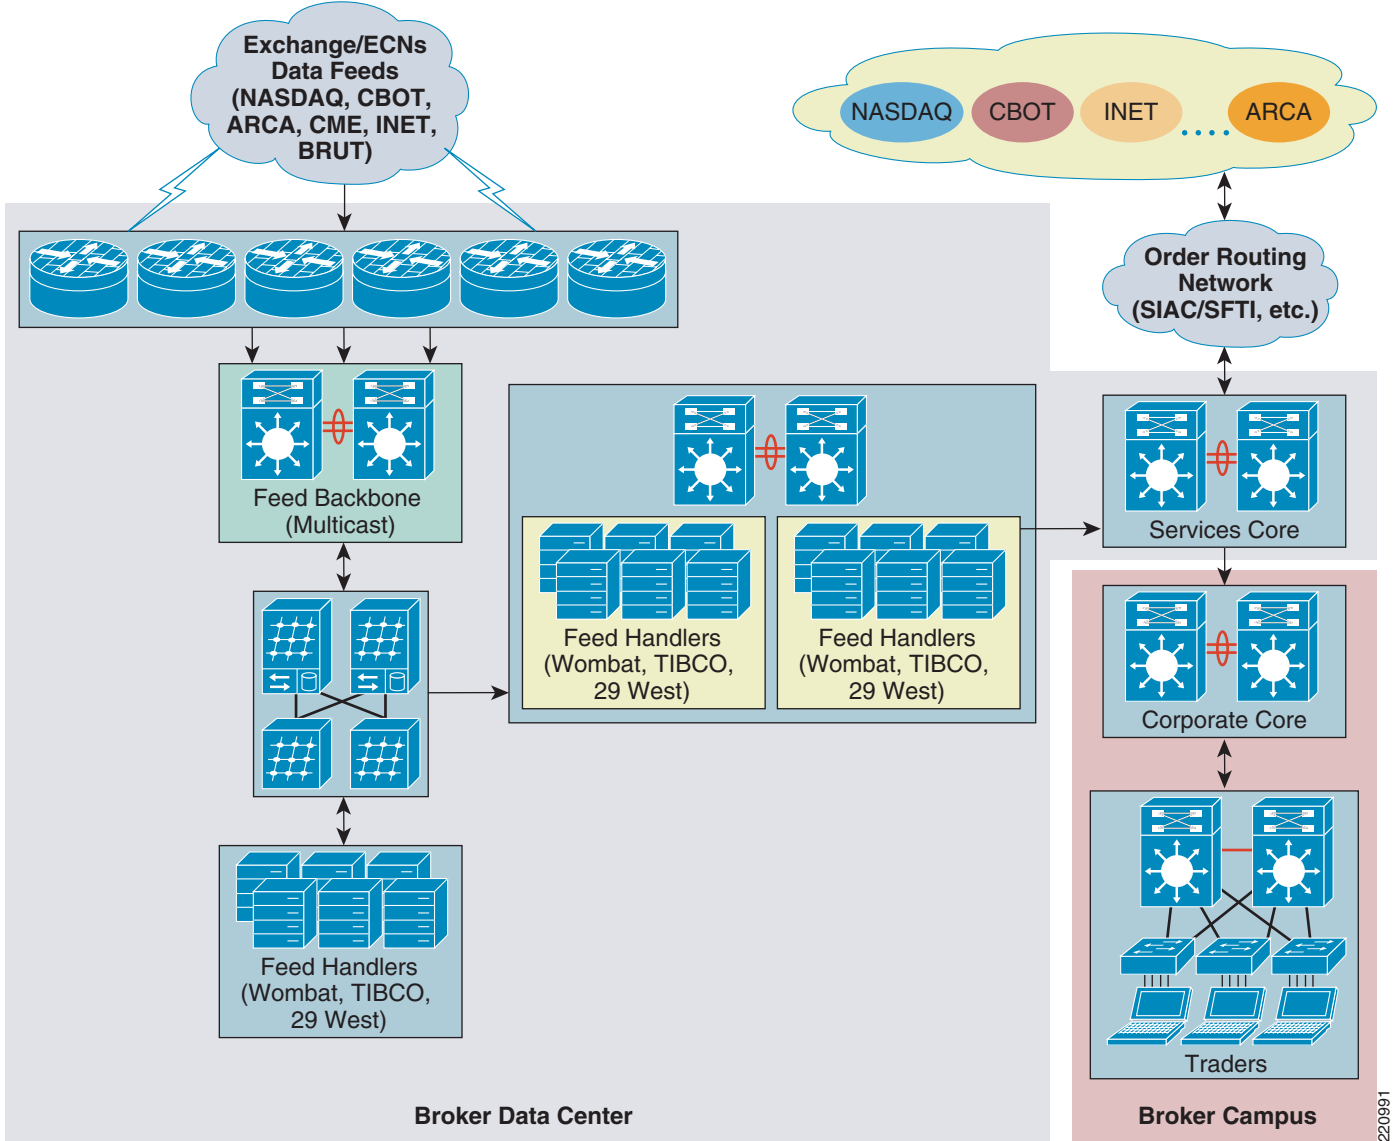 Exchange/ECNs
Data Feeds
(NASDAQ, CBOT,
ARCA, CME, INET,
BRUT)
NASDAQ
CBOT
INET
ARCA
Order Routing
Network
(SIAC/SFTI, etc.)
Feed Backbone
(Multicast)
Services Core
Feed Handlers
(Wombat, TIBCO,
29 West)
Feed Handlers
(Wombat, TIBCO,
29 West)
Corporate Core
Feed Handlers
(Wombat, TIBCO,
29 West)
Traders
Broker Data Center
Broker Campus
220991